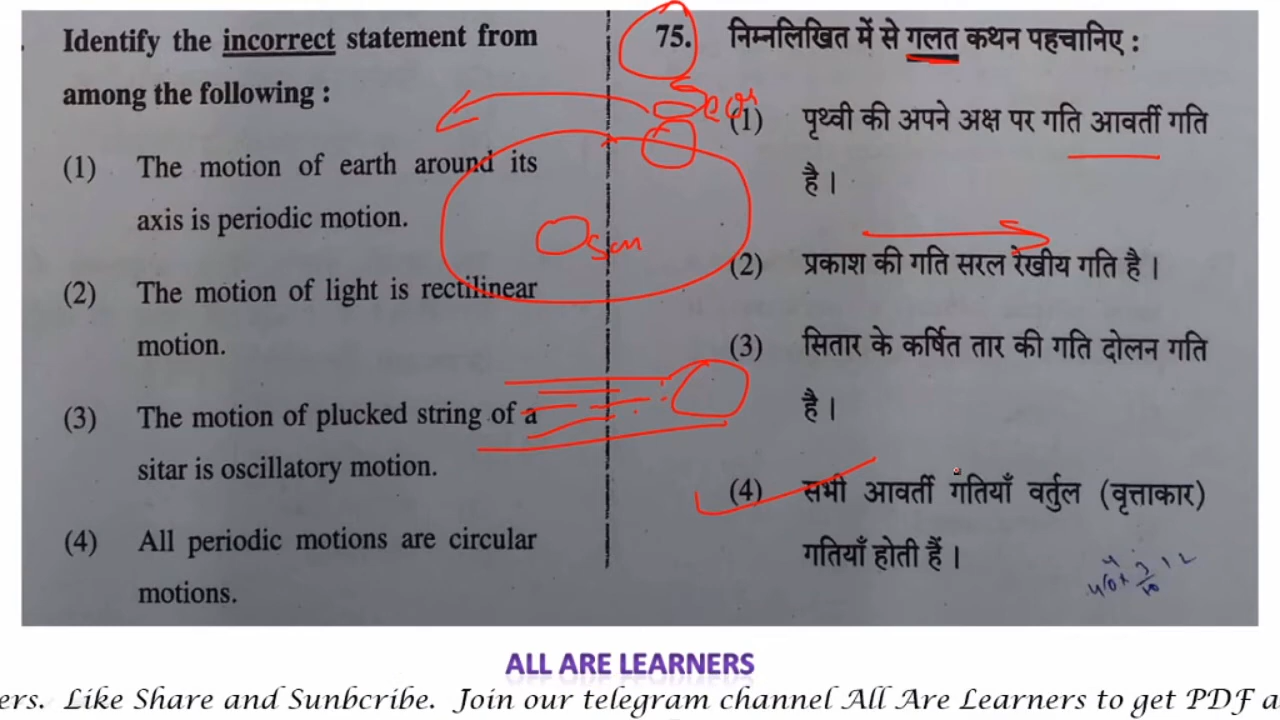 Identify the incorrect statement from
among the following :
(1) The motion of earth around its
axis is periodic motion.
(2) The motion of light is rectilinear
motion.
(3) The motion of plucked string of a
sitar is oscillatory motion.
(4) All periodic motions are circular
motions.
75. निम्नलिखित में से गलत कथन पहचानिए :
(1) पृथ्वी की अपने अक्ष पर गति आवर्ती गति
है ।
(2) प्रकाश की गति सरल रेखीय गति है ।
(3) सितार के कर्षित तार की गति दोलन गति
है ।
(4) सभी आवर्ती गतियाँ वर्तुल (वृत्ताकार)
गतियाँ होती हैं ।
sun
ALL ARE LEARNERS
ers. Like Share and Sunbcribe. Join our telegram channel All Are Learners to get PDF a